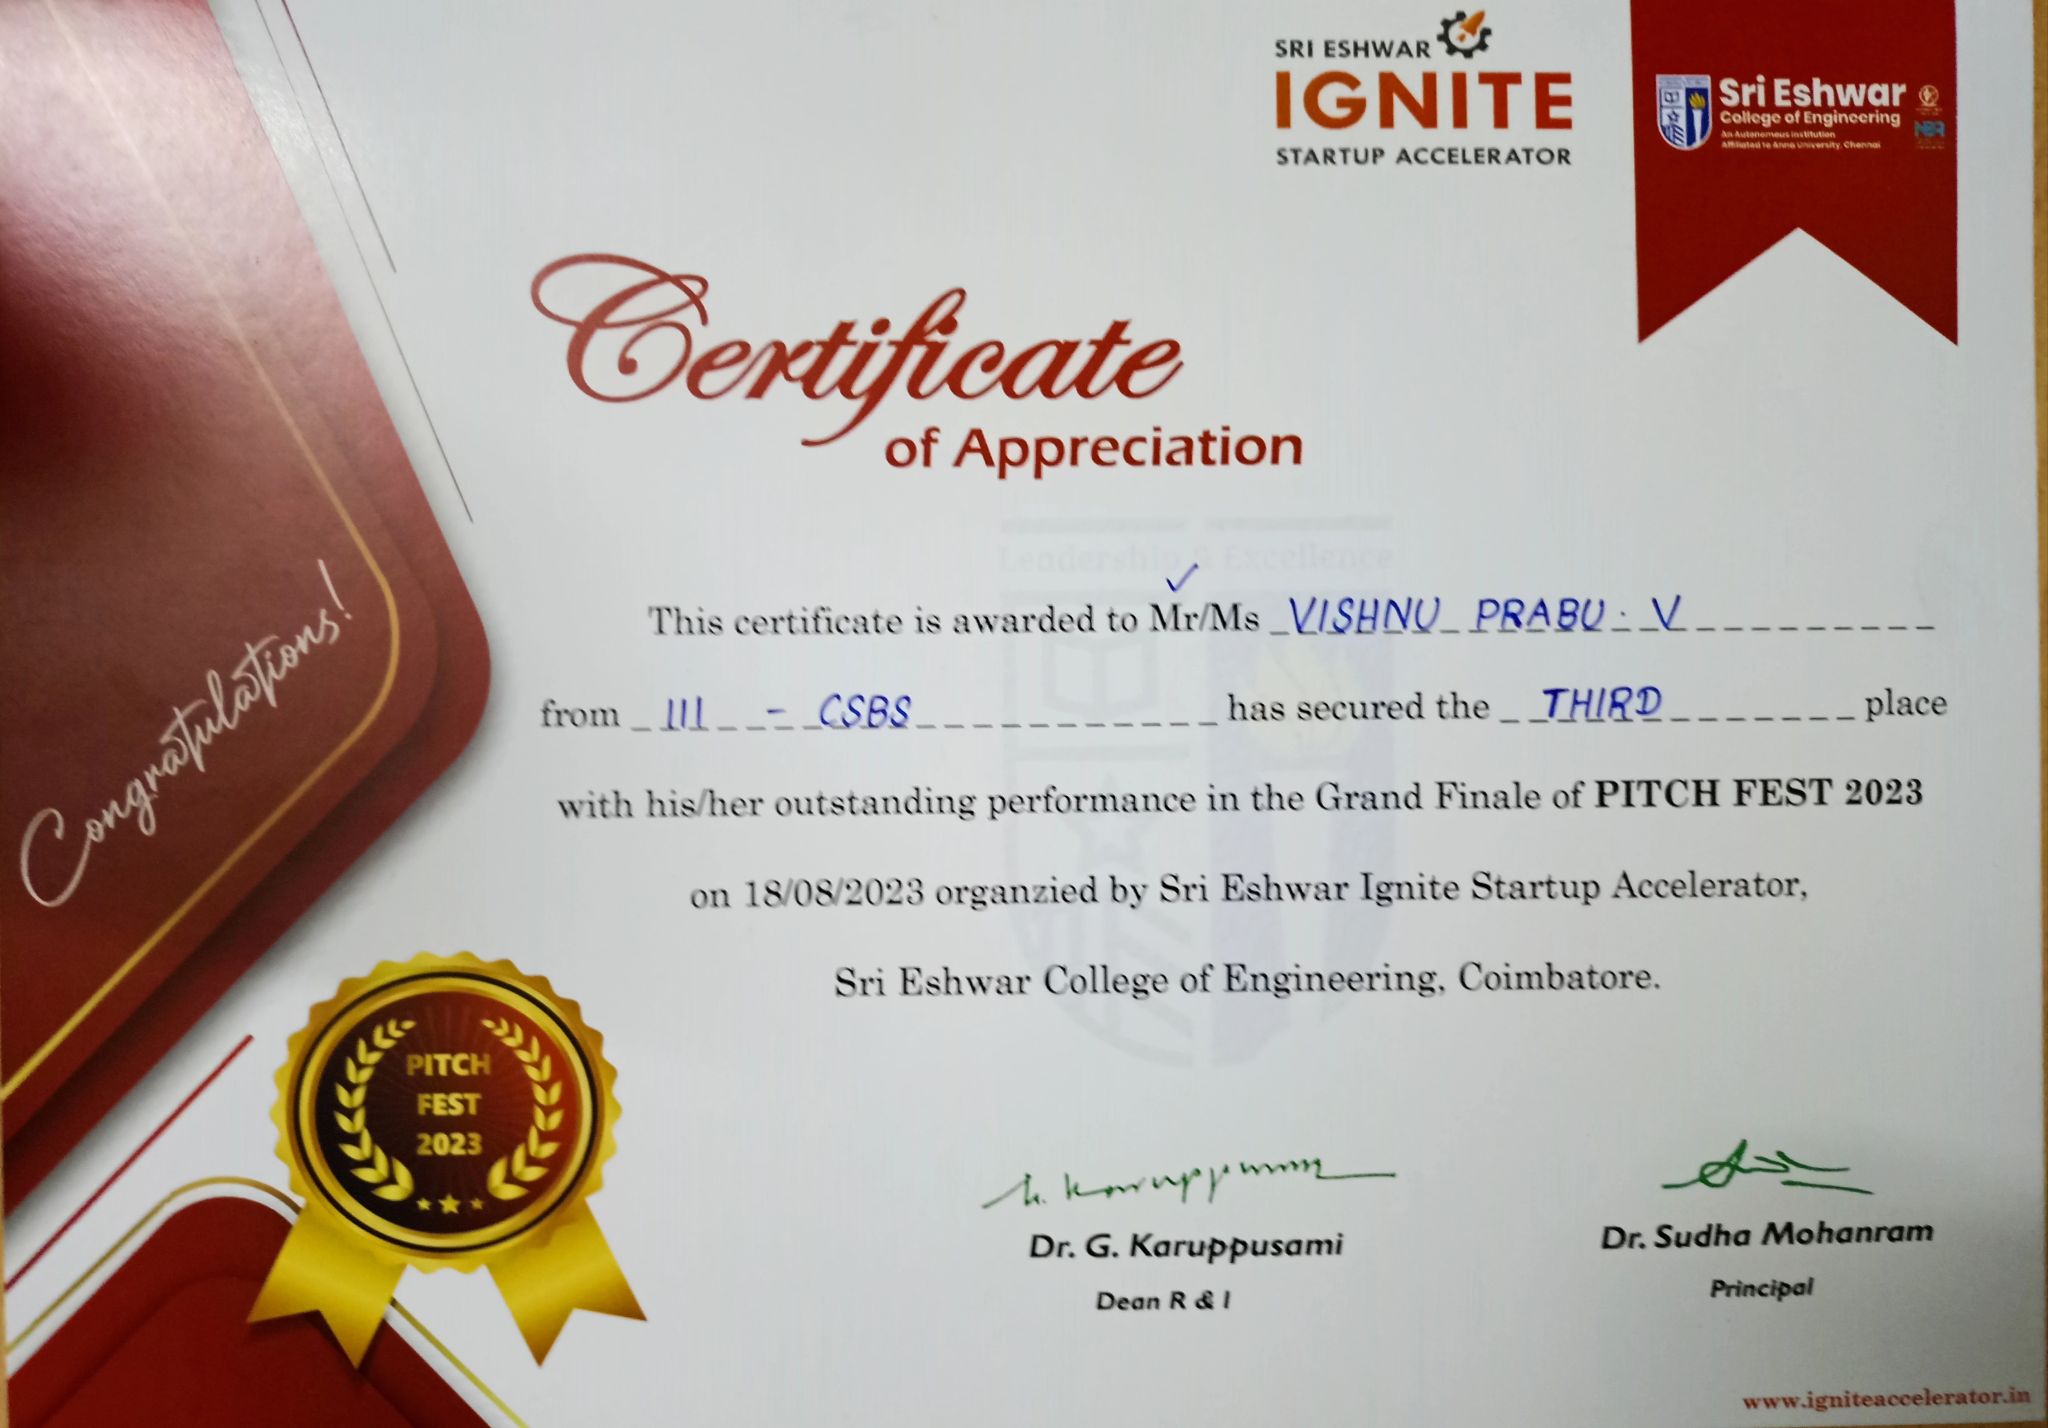 SRI ESHWAR
IGNITE
STARTUP ACCELERATOR
Sri Eshwar
College of Engineering
An Autonomous Institution
Affiliated to Anna University, Chennai
Certificate
of Appreciation
Leadership & Excellence
This certificate is awarded to Mr/Ms VISHNU PRABU. V
from III - CSBS has secured the THIRD place
with his/her outstanding performance in the Grand Finale of PITCH FEST 2023
on 18/08/2023 organzied by Sri Eshwar Ignite Startup Accelerator,
Sri Eshwar College of Engineering, Coimbatore.
Congratulations!
PITCH
FEST
2023
Dr. G. Karuppusami
Dean R & I
Dr. Sudha Mohanram
Principal
www.igniteaccelerator.in